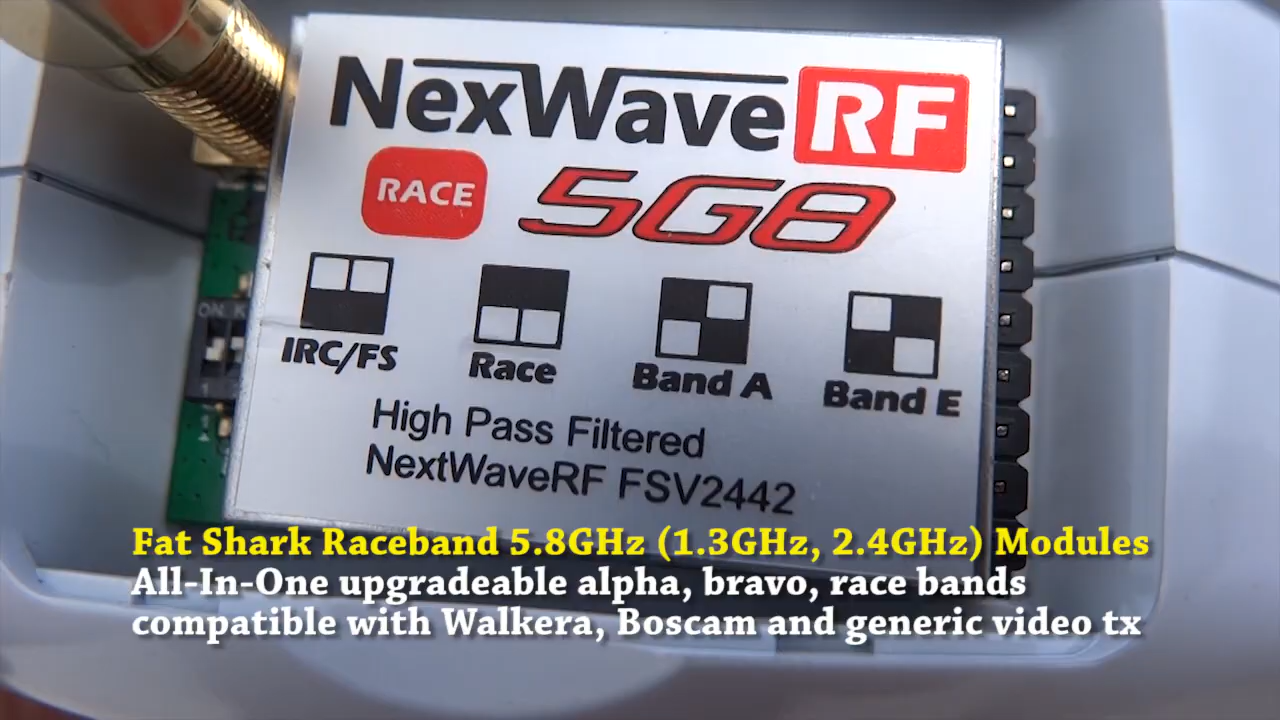 NexWave RF
RACE 5G8
IRC/FS Race Band A Band E
High Pass Filtered
NextWaveRF FSV2442
ON K
1
Fat Shark Raceband 5.8GHz (1.3GHz, 2.4GHz) Modules
All-In-One upgradeable alpha, bravo, race bands
compatible with Walkera, Boscam and generic video tx